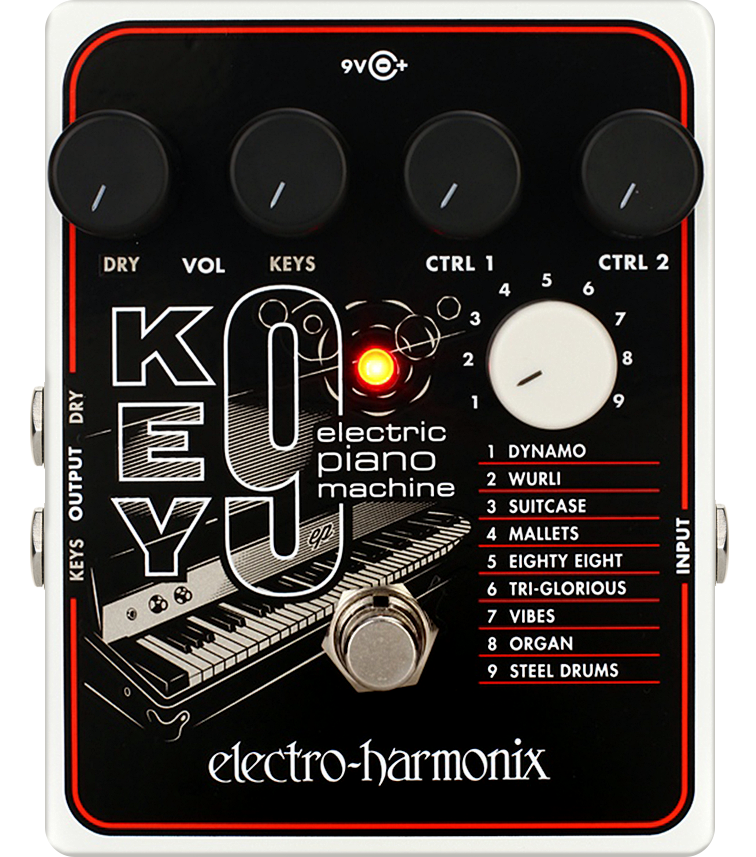 9V +
DRY VOL KEYS CTRL 1 CTRL 2
KEY9
electric
piano
machine
ep
1 2 3 4 5 6 7 8 9
1 DYNAMO
2 WURLI
3 SUITCASE
4 MALLETS
5 EIGHTY EIGHT
6 TRI-GLORIOUS
7 VIBES
8 ORGAN
9 STEEL DRUMS
KEYS OUTPUT DRY
INPUT
electro-harmonix